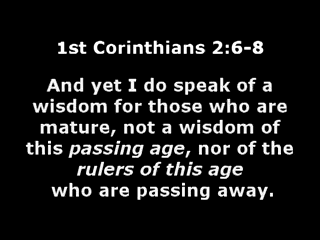 1st Corinthians 2:6-8
And yet I do speak of a
wisdom for those who are
mature, not a wisdom of
this passing age, nor of the
rulers of this age
who are passing away.